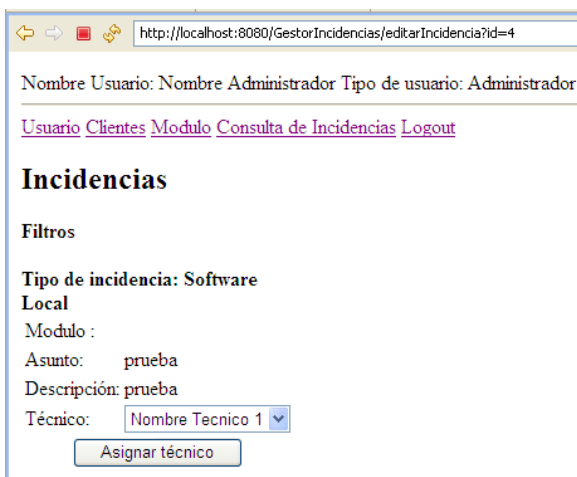 http://localhost:8080/GestorIncidencias/editarIncidencia?id=4
Nombre Usuario: Nombre Administrador Tipo de usuario: Administrador
Usuario Clientes Modulo Consulta de Incidencias Logout
Incidencias
Filtros
Tipo de incidencia: Software
Local
Modulo :
Asunto: prueba
Descripción: prueba
Técnico: Nombre Tecnico 1
Asignar técnico